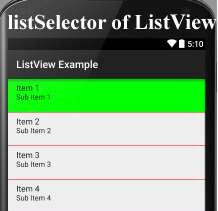 listSelector of ListView
5:10
ListView Example
Item 1
Sub Item 1
Item 2
Sub Item 2
Item 3
Sub Item 3
Item 4
Sub Item 4